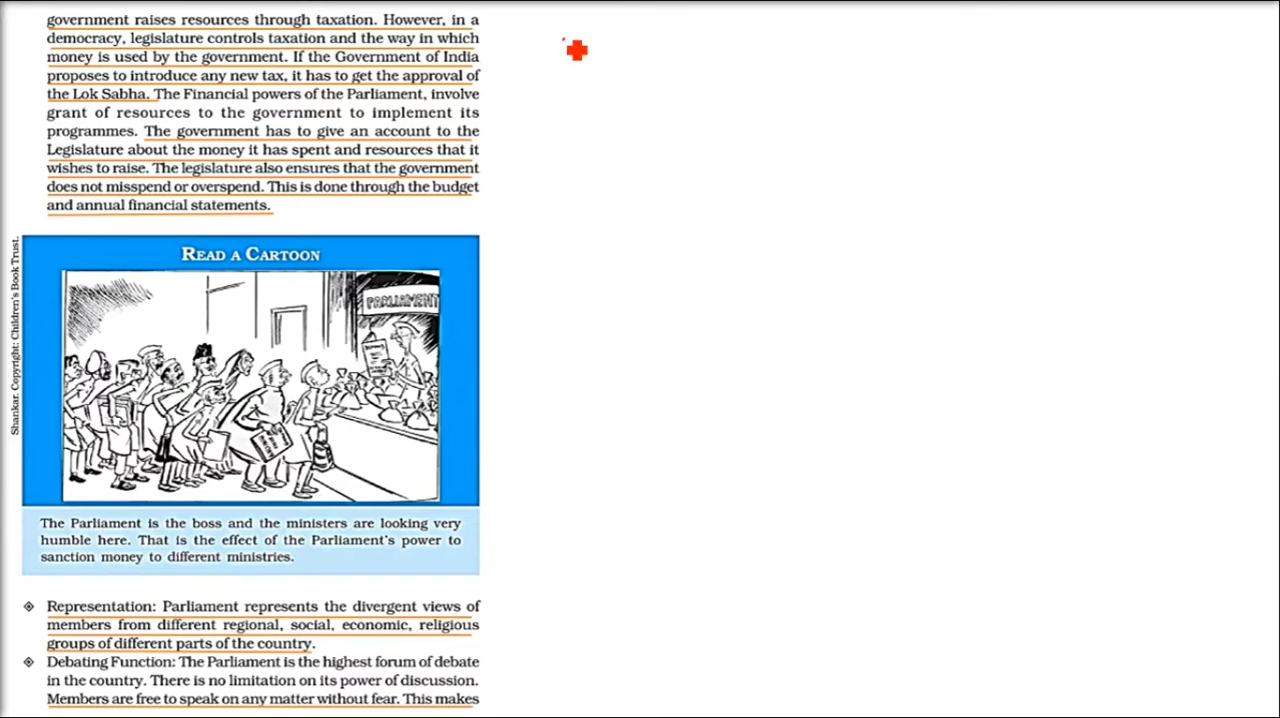 government raises resources through taxation. However, in a
democracy, legislature controls taxation and the way in which
money is used by the government. If the Government of India
proposes to introduce any new tax, it has to get the approval of
the Lok Sabha. The Financial powers of the Parliament, involve
grant of resources to the government to implement its
programmes. The government has to give an account to the
Legislature about the money it has spent and resources that it
wishes to raise. The legislature also ensures that the government
does not misspend or overspend. This is done through the budget
and annual financial statements.
READ A CARTOON
Shankar. Copyright: Children's Book Trust.
PARLIAMENT
The Parliament is the boss and the ministers are looking very
humble here. That is the effect of the Parliament's power to
sanction money to different ministries.
Representation: Parliament represents the divergent views of
members from different regional, social, economic, religious
groups of different parts of the country.
Debating Function: The Parliament is the highest forum of debate
in the country. There is no limitation on its power of discussion.
Members are free to speak on any matter without fear. This makes